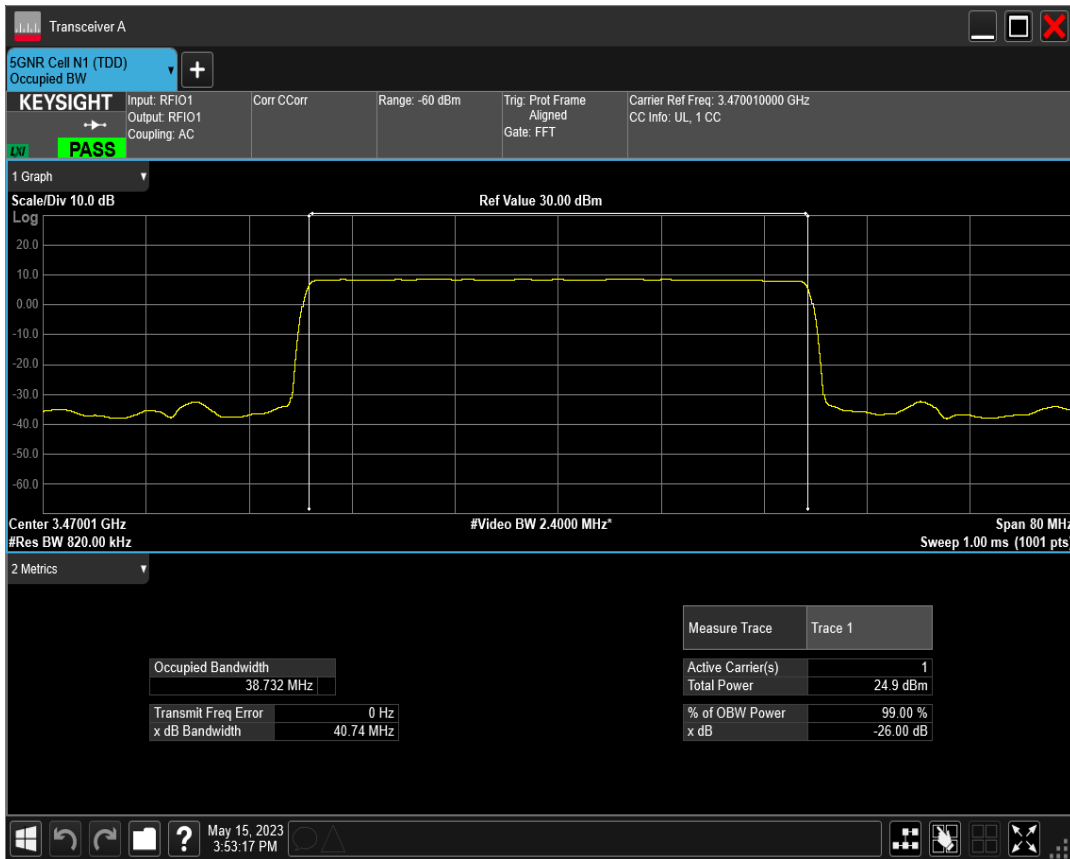 Transceiver A
5GNR Cell N1 (TDD)
Occupied BW
+
KEYSIGHT
LXI
PASS
Input: RFIO1
Output: RFIO1
Coupling: AC
Corr CCorr
Range: -60 dBm
Trig: Prot Frame
Aligned
Gate: FFT
Carrier Ref Freq: 3.470010000 GHz
CC Info: UL, 1 CC
1 Graph
Scale/Div 10.0 dB
Ref Value 30.00 dBm
Log
20.0
10.0
0.00
-10.0
-20.0
-30.0
-40.0
-50.0
-60.0
Center 3.47001 GHz
#Video BW 2.4000 MHz*
Span 80 MHz
#Res BW 820.00 kHz
Sweep 1.00 ms (1001 pts)
2 Metrics
Measure Trace Trace 1
Occupied Bandwidth
38.732 MHz
Transmit Freq Error 0 Hz
x dB Bandwidth 40.74 MHz
Active Carrier(s) 1
Total Power 24.9 dBm
% of OBW Power 99.00 %
x dB -26.00 dB
?
May 15, 2023
3:53:17 PM